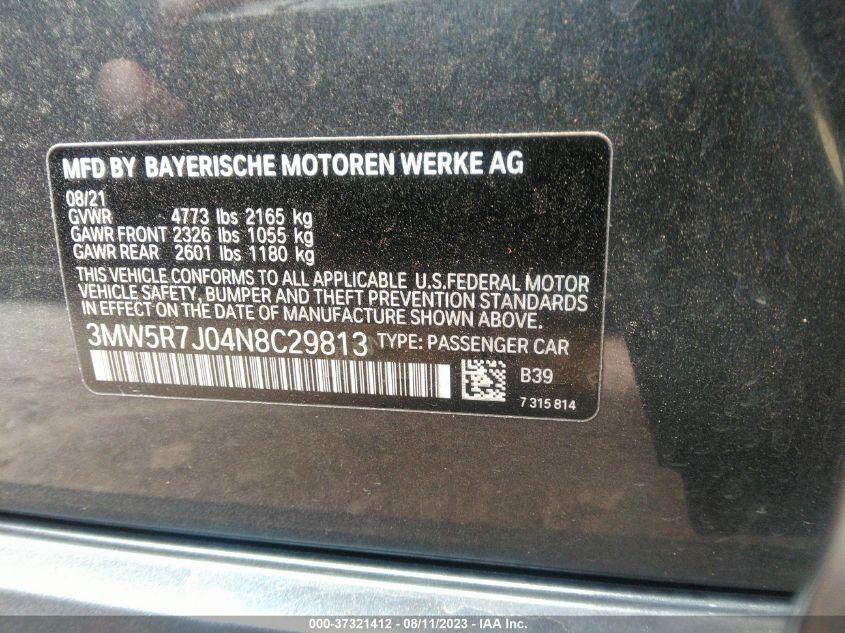 MFD BY BAYERISCHE MOTOREN WERKE AG
08/21
GVWR 4773 lbs 2165 kg
GAWR FRONT 2326 lbs 1055 kg
GAWR REAR 2601 lbs 1180 kg
THIS VEHICLE CONFORMS TO ALL APPLICABLE U.S.FEDERAL MOTOR
VEHICLE SAFETY, BUMPER AND THEFT PREVENTION STANDARDS
IN EFFECT ON THE DATE OF MANUFACTURE SHOWN ABOVE.
3MW5R7J04N8C29813 TYPE: PASSENGER CAR
B39
7 315 814
000-37321412 - 08/11/2023 - IAA Inc.